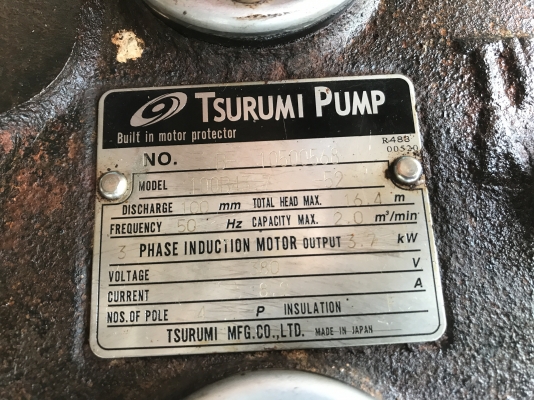 TSURUMI PUMP
Built in motor protector
R-488
00520
NO.
MODEL
DISCHARGE 100 mm TOTAL HEAD MAX. 6.4 m
FREQUENCY 50 Hz CAPACITY MAX. 2.0 m³/min
3 PHASE INDUCTION MOTOR OUTPUT 3.7 kW
VOLTAGE V
CURRENT A
NOS.OF POLE P INSULATION
TSURUMI MFG.CO.,LTD. MADE IN JAPAN